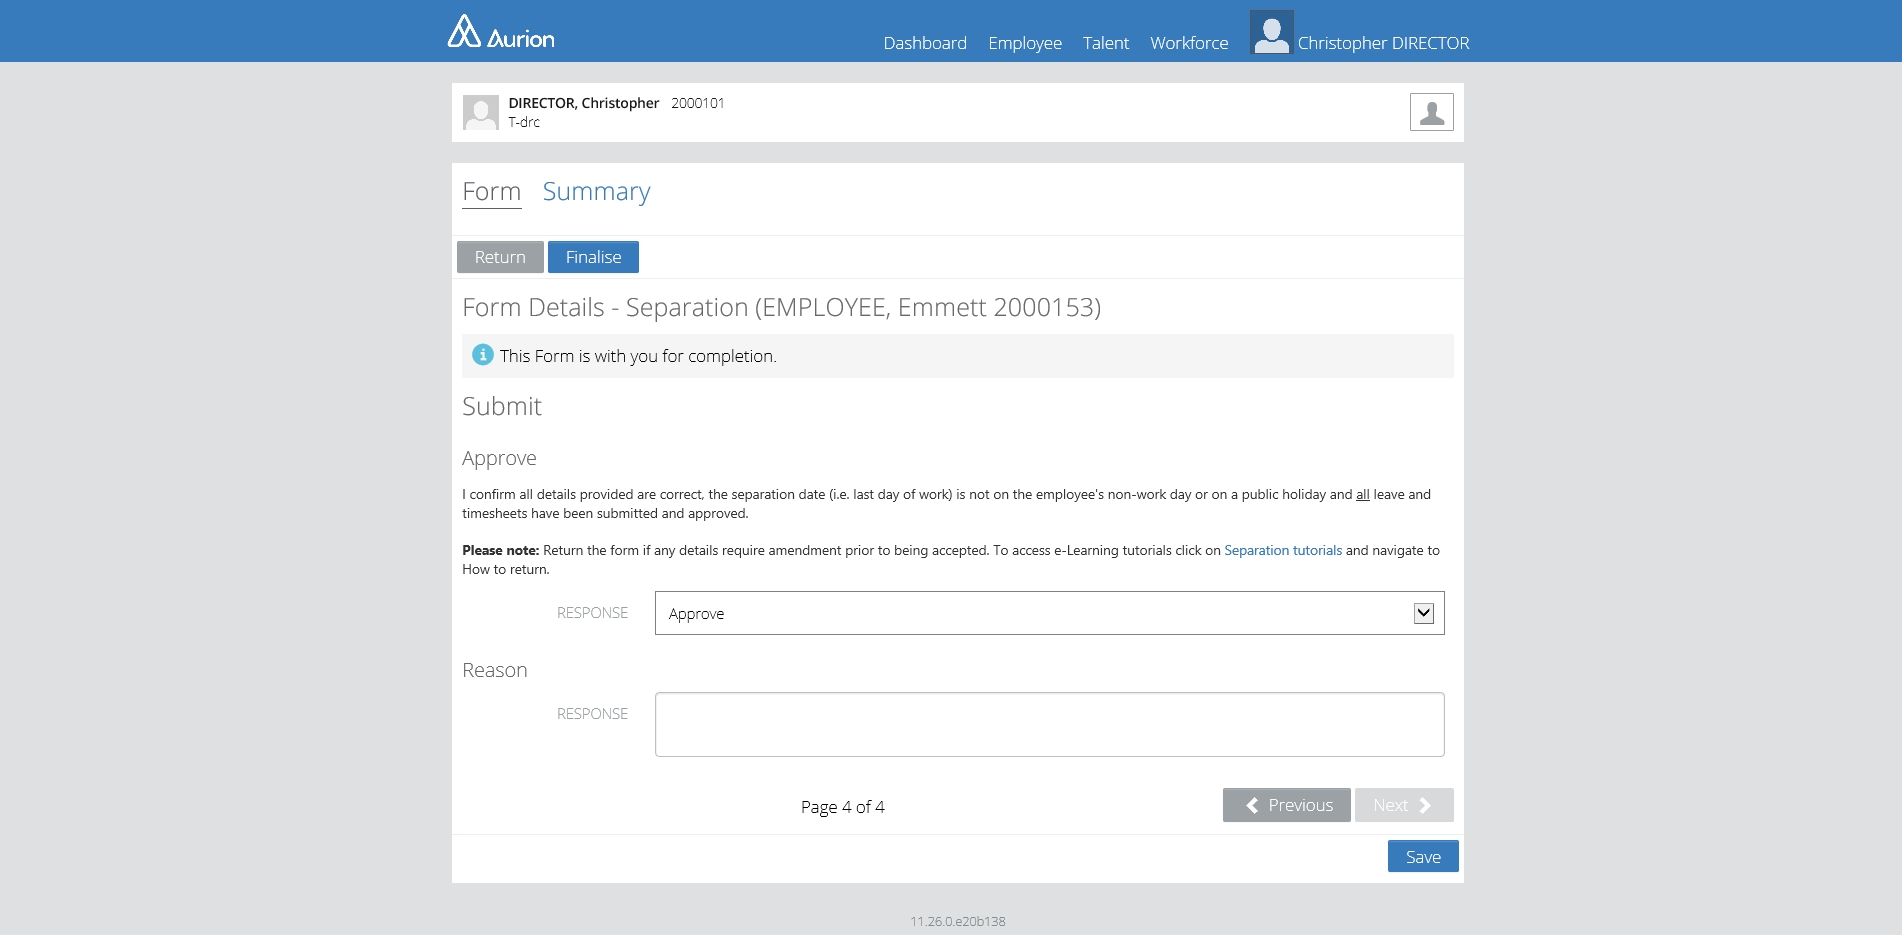 Aurion
Dashboard Employee Talent Workforce Christopher DIRECTOR
DIRECTOR, Christopher 2000101
T-drc
Form Summary
Return Finalise
Form Details - Separation (EMPLOYEE, Emmett 2000153)
This Form is with you for completion.
Submit
Approve
I confirm all details provided are correct, the separation date (i.e. last day of work) is not on the employee's non-work day or on a public holiday and all leave and
timesheets have been submitted and approved.
Please note: Return the form if any details require amendment prior to being accepted. To access e-Learning tutorials click on Separation tutorials and navigate to
How to return.
RESPONSE Approve
Reason
RESPONSE
Page 4 of 4 Previous Next
Save
11.26.0.e20b138